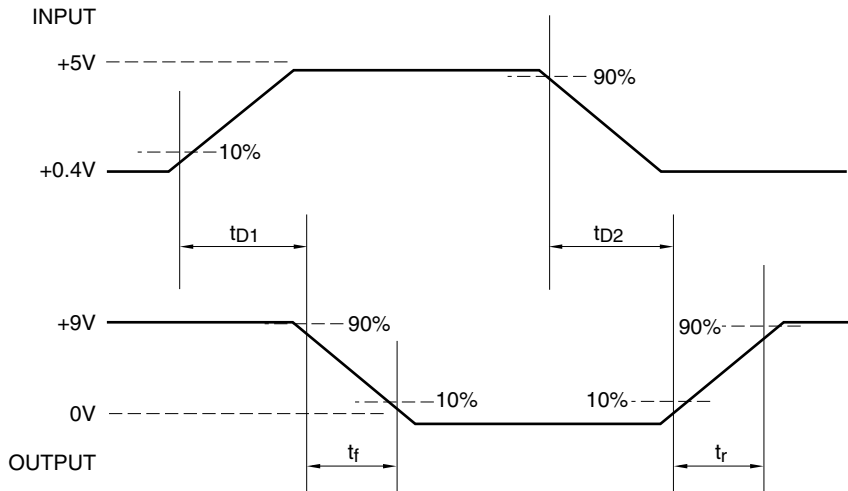 INPUT
+5V
90%
10%
+0.4V
tD1
tD2
+9V
90%
90%
10%
10%
0V
OUTPUT
tf
tr